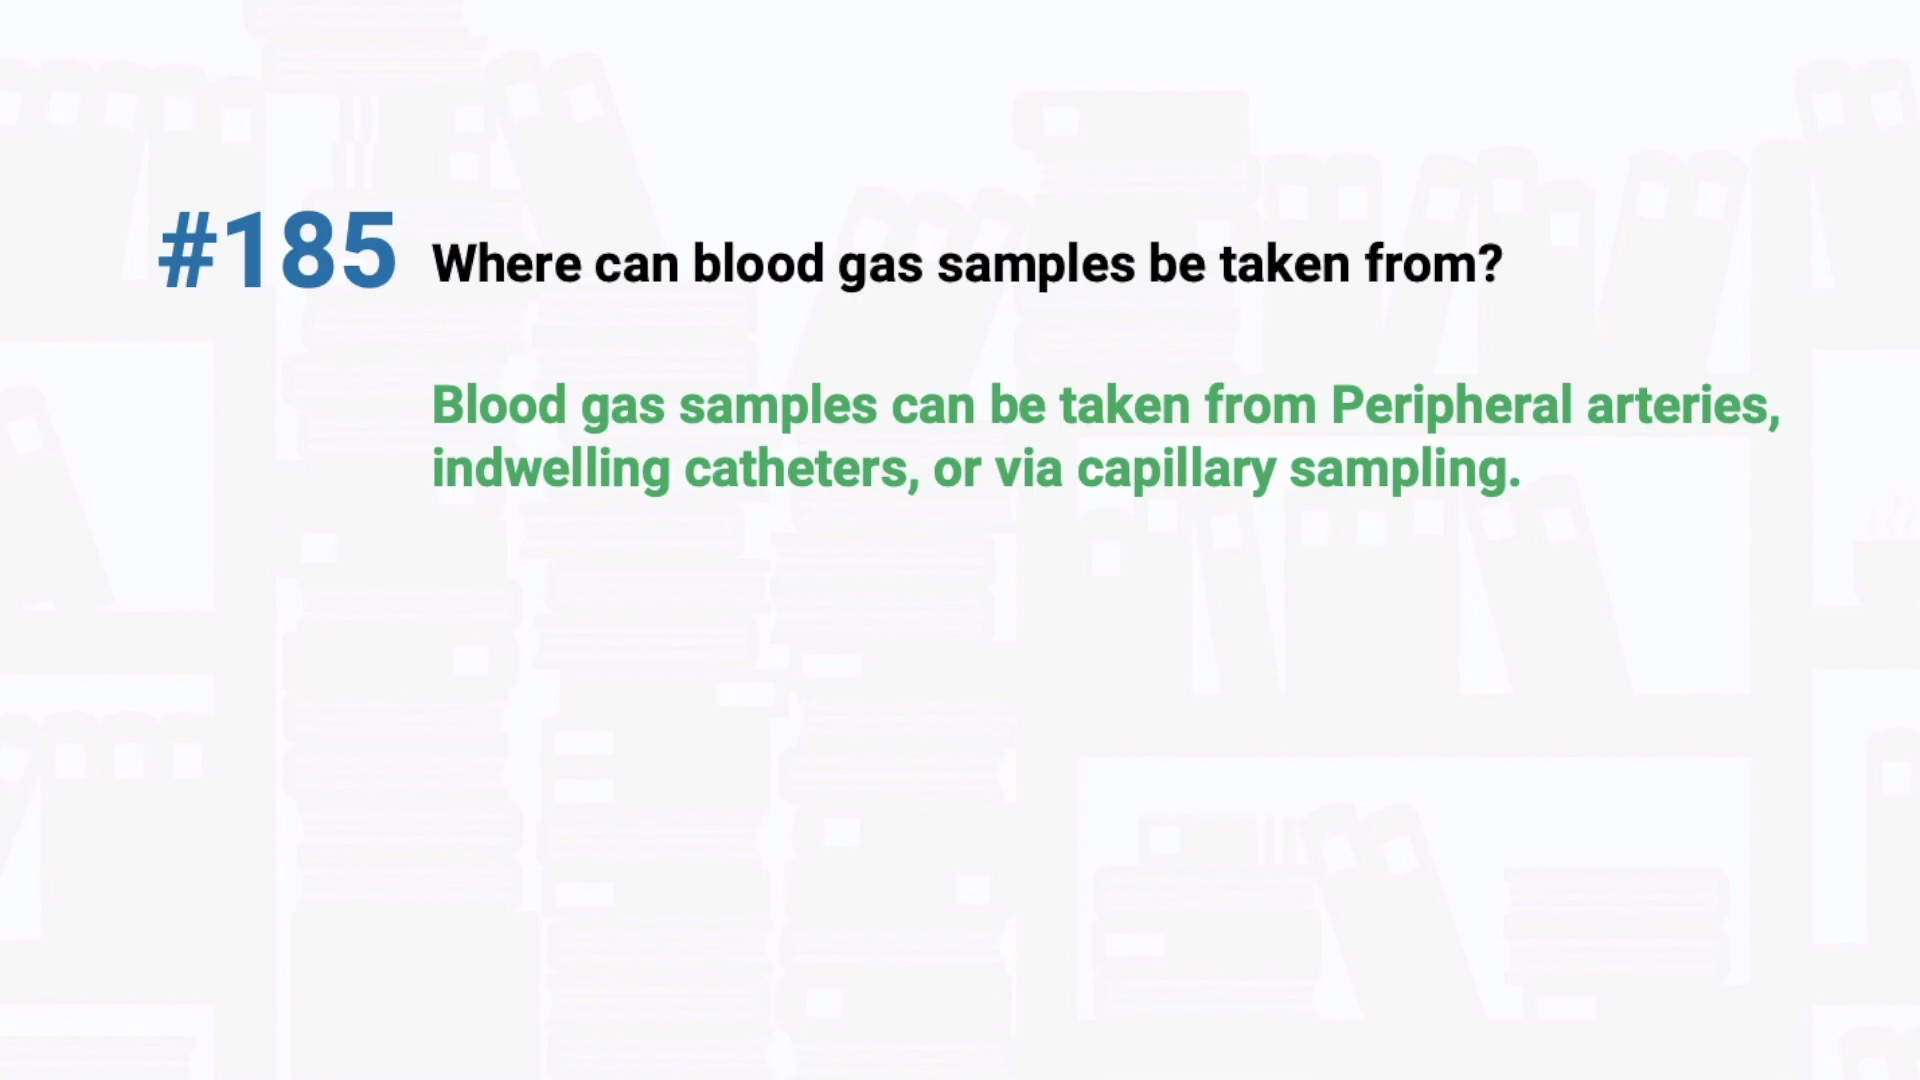 #185 Where can blood gas samples be taken from?
Blood gas samples can be taken from Peripheral arteries,
indwelling catheters, or via capillary sampling.